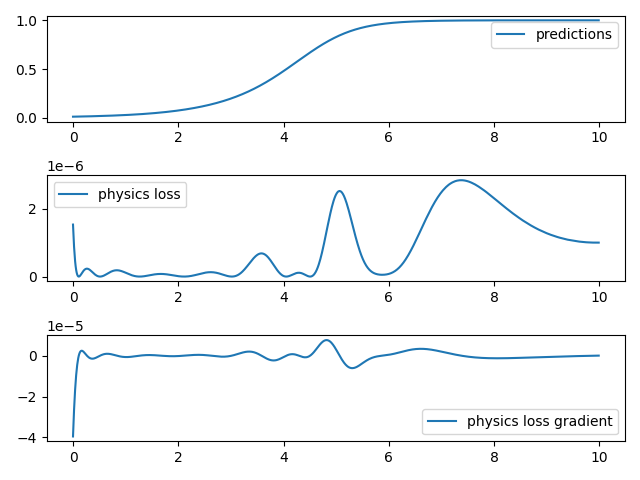 1.0
0.5
0.0
predictions
0 2 4 6 8 10
1e−6
2
0
physics loss
0 2 4 6 8 10
1e−5
0
−2
−4
physics loss gradient
0 2 4 6 8 10